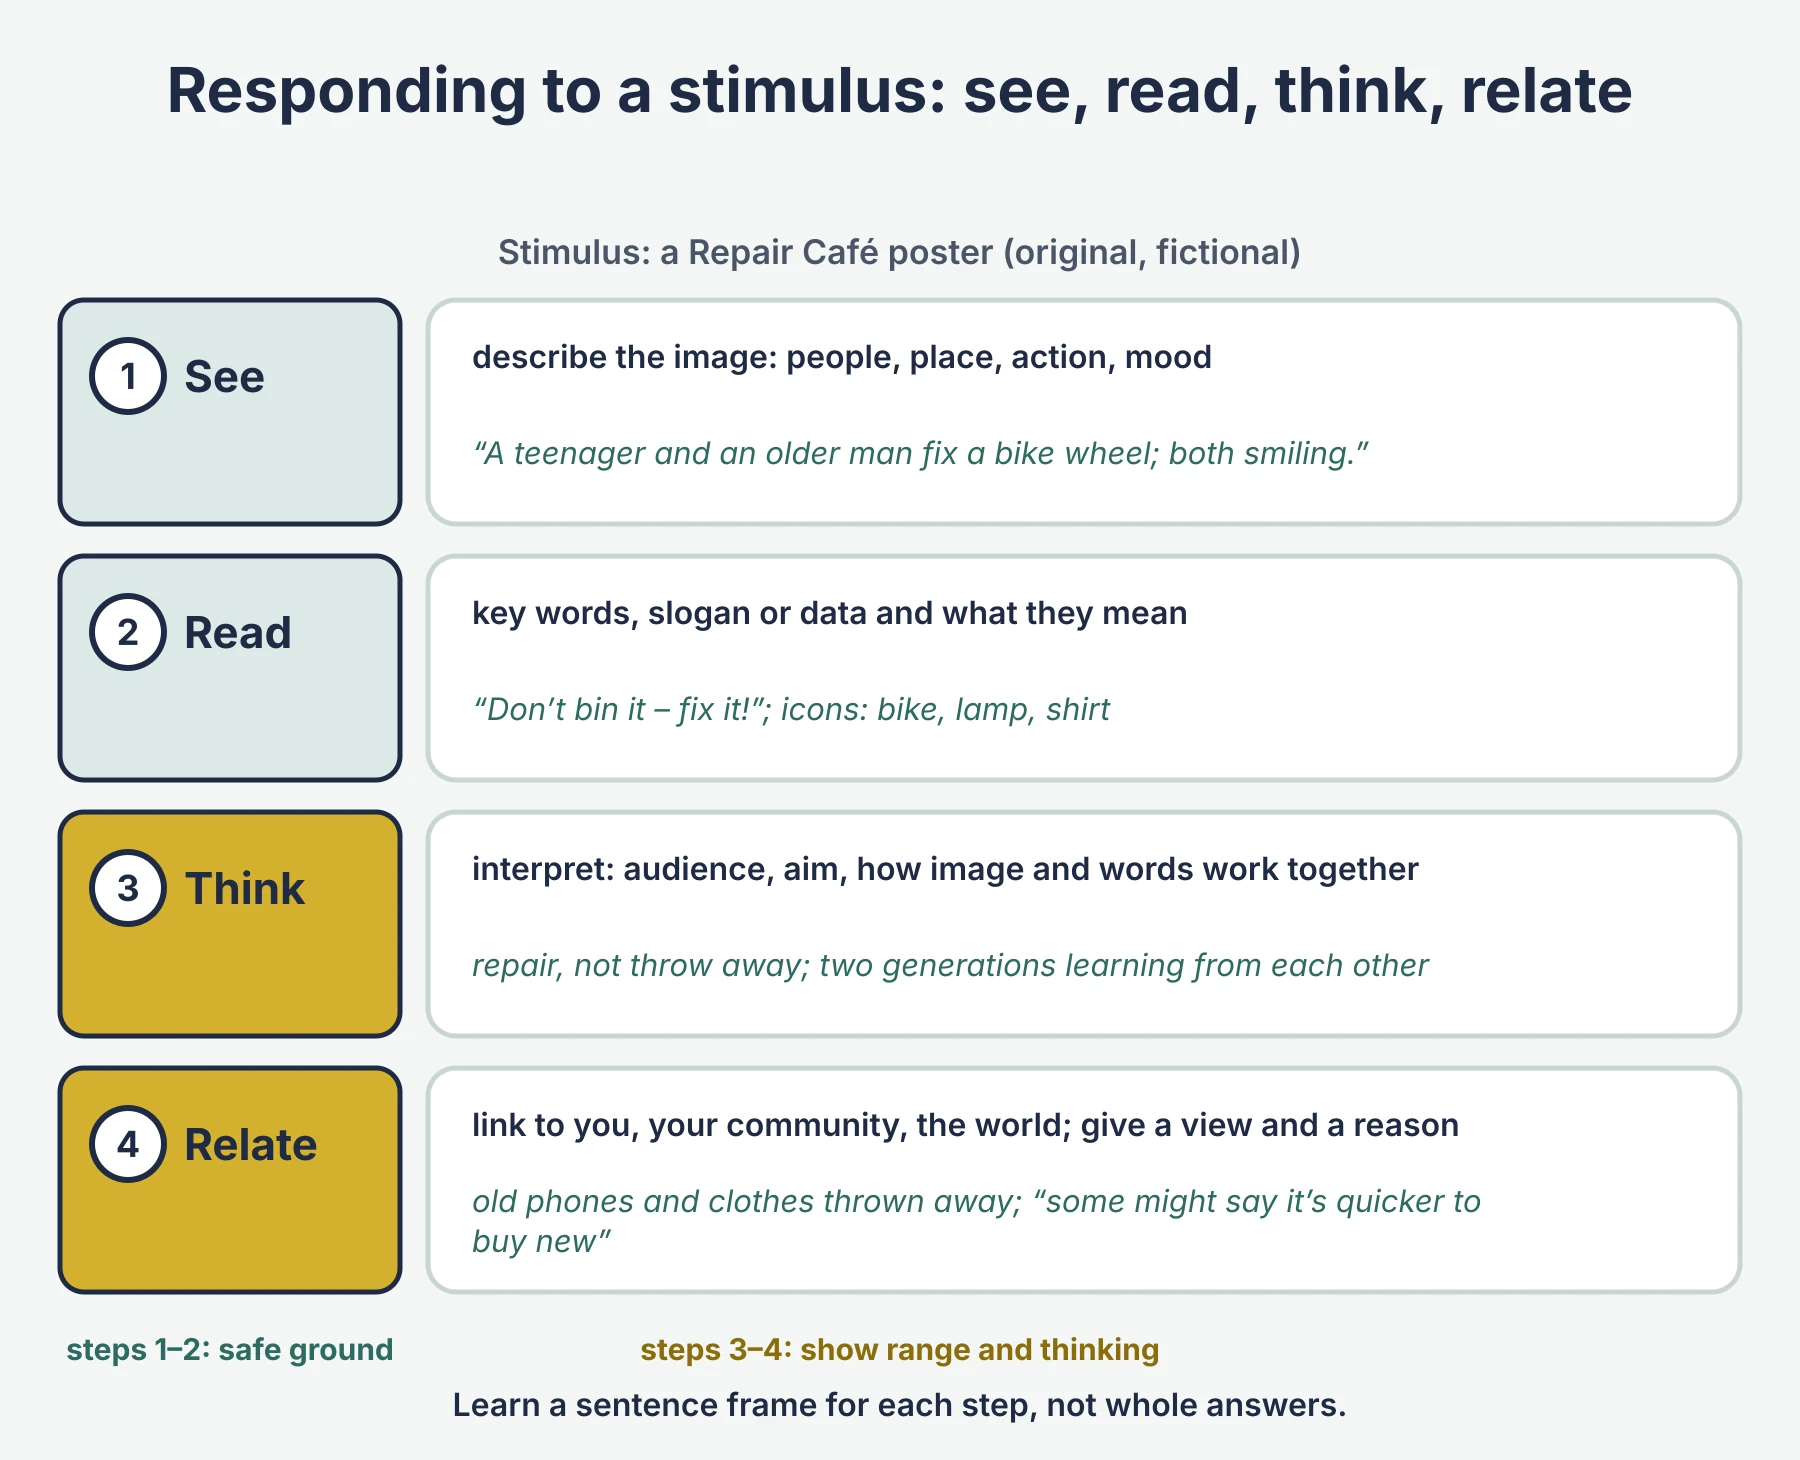 Responding to a stimulus: see, read, think, relate
Stimulus: a Repair Café poster (original, fictional)
1 See
describe the image: people, place, action, mood
“A teenager and an older man fix a bike wheel; both smiling.”
2 Read
key words, slogan or data and what they mean
“Don’t bin it – fix it!”; icons: bike, lamp, shirt
3 Think
interpret: audience, aim, how image and words work together
repair, not throw away; two generations learning from each other
4 Relate
link to you, your community, the world; give a view and a reason
old phones and clothes thrown away; “some might say it’s quicker to
buy new”
steps 1–2: safe ground
steps 3–4: show range and thinking
Learn a sentence frame for each step, not whole answers.